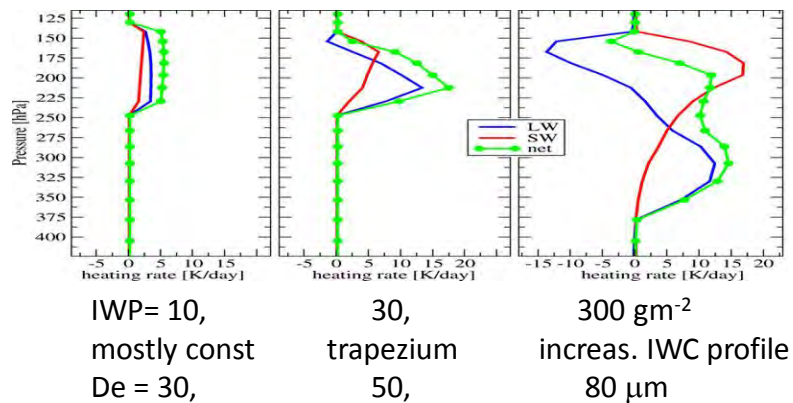 125
150
175
200
225
250
275
300
325
350
375
400
Pressure [hPa]
LW
SW
net
-5 0 5 10 15 20
heating rate [K/day]
-5 0 5 10 15 20
heating rate [K/day]
-15 -10 -5 0 5 10 15 20
heating rate [K/day]
IWP= 10, 30, 300 gm-2
mostly const trapezium increas. IWC profile
De = 30, 50, 80 µm